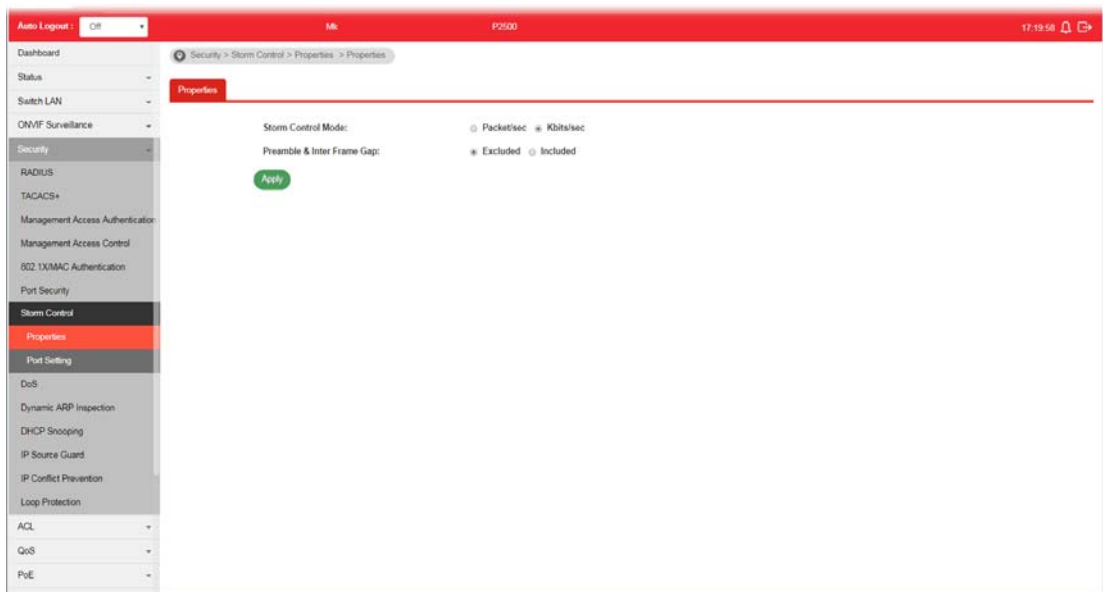 Auto Logout : Off Mk P2500 17:19:58
Dashboard
Security > Storm Control > Properties > Properties
Status
Properties
Switch LAN
ONVIF Surveillance
Storm Control Mode: Packet/sec Kbits/sec
Security
Preamble & Inter Frame Gap: Excluded Included
RADIUS
Apply
TACACS+
Management Access Authentication
Management Access Control
802.1X/MAC Authentication
Port Security
Storm Control
Properties
Port Setting
DoS
Dynamic ARP Inspection
DHCP Snooping
IP Source Guard
IP Conflict Prevention
Loop Protection
ACL
QoS
PoE